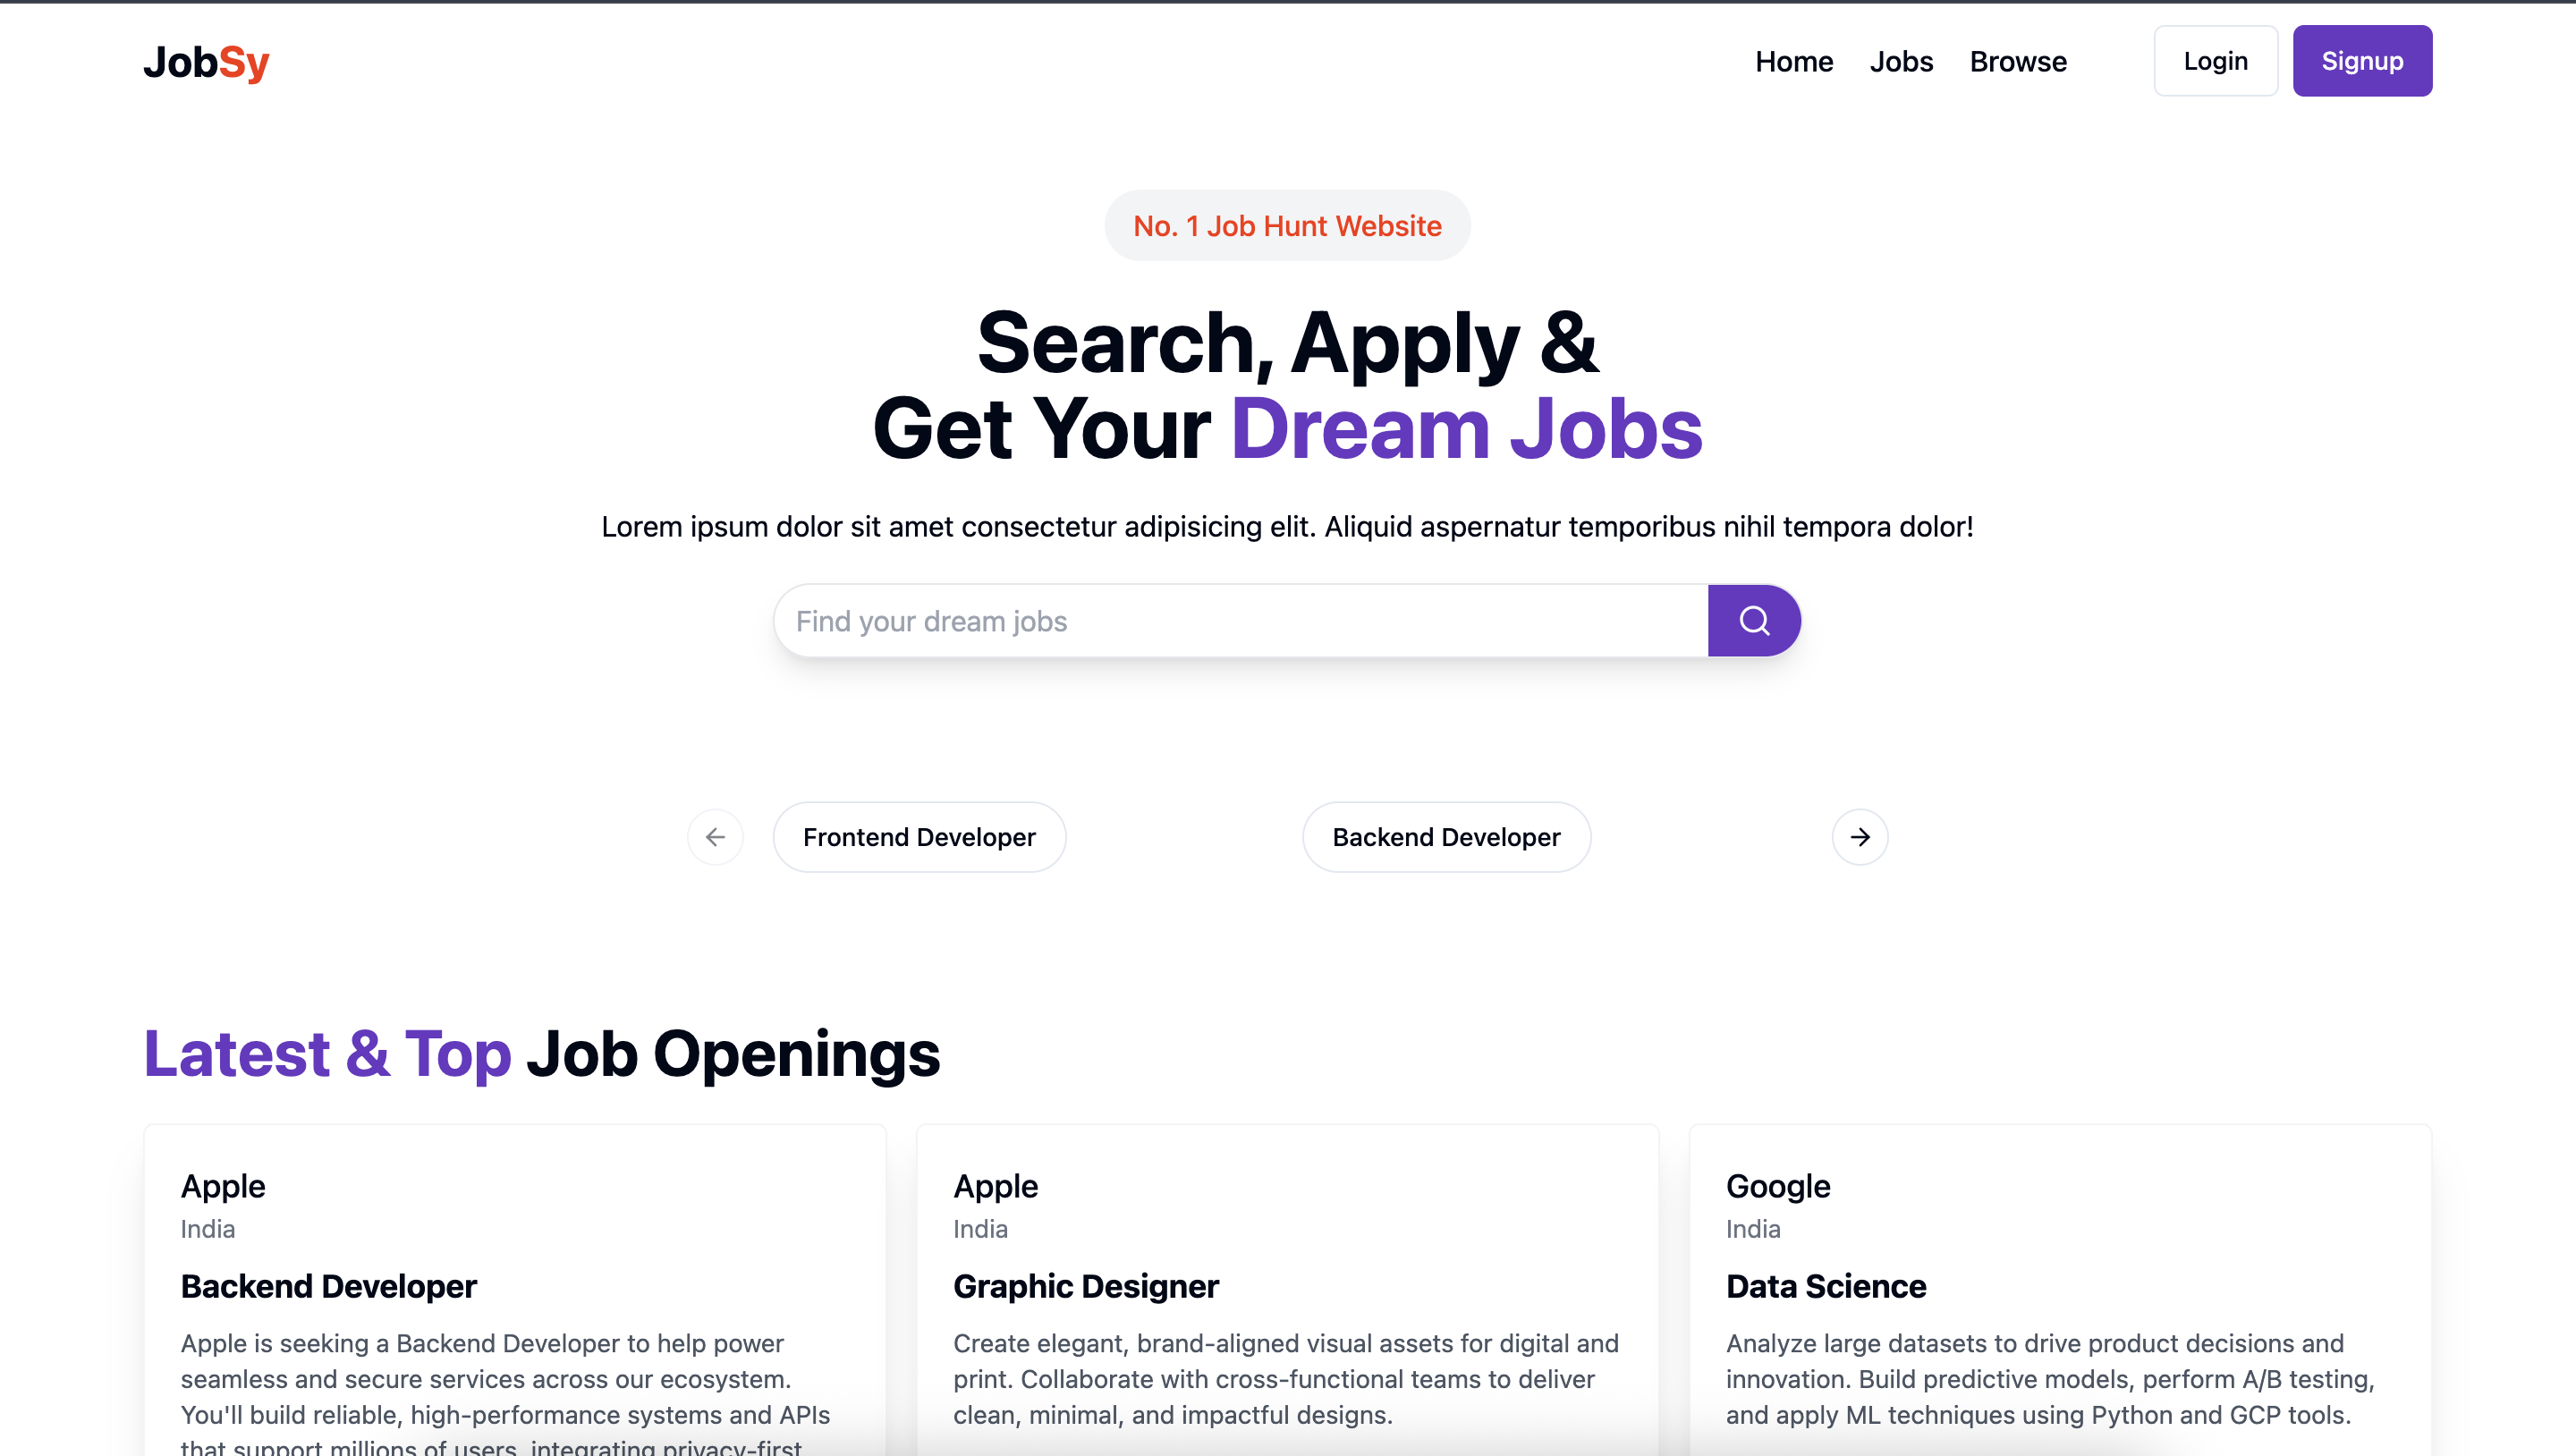 JobSy
Home Jobs Browse Login Signup
No. 1 Job Hunt Website
Search, Apply &
Get Your Dream Jobs
Lorem ipsum dolor sit amet consectetur adipisicing elit. Aliquid aspernatur temporibus nihil tempora dolor!
Find your dream jobs
Frontend Developer
Backend Developer
Latest & Top Job Openings
Apple
India
Backend Developer
Apple is seeking a Backend Developer to help power
seamless and secure services across our ecosystem.
You'll build reliable, high-performance systems and APIs
that support millions of users, integrating privacy-first
Apple
India
Graphic Designer
Create elegant, brand-aligned visual assets for digital and
print. Collaborate with cross-functional teams to deliver
clean, minimal, and impactful designs.
Google
India
Data Science
Analyze large datasets to drive product decisions and
innovation. Build predictive models, perform A/B testing,
and apply ML techniques using Python and GCP tools.